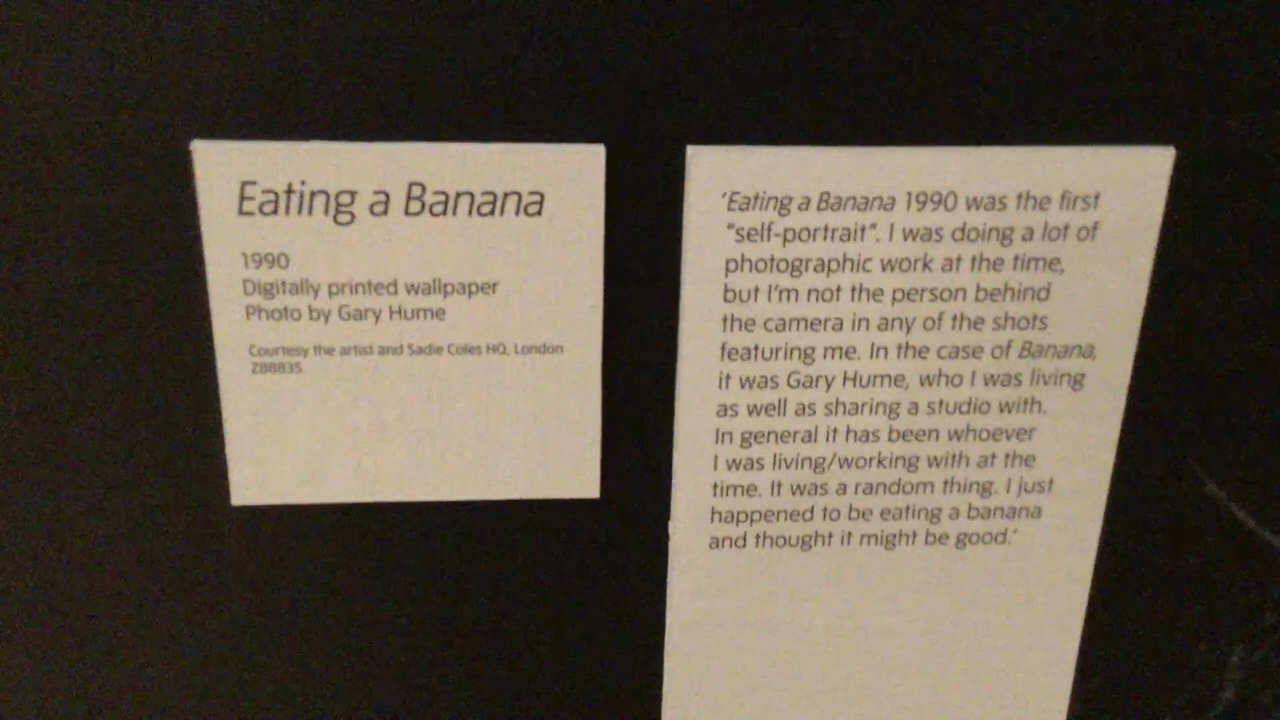 Eating a Banana
1990
Digitally printed wallpaper
Photo by Gary Hume
Courtesy the artist and Sadie Coles HQ, London
Z88835
'Eating a Banana 1990 was the first
"self-portrait". I was doing a lot of
photographic work at the time,
but I'm not the person behind
the camera in any of the shots
featuring me. In the case of Banana,
it was Gary Hume, who I was living
as well as sharing a studio with.
In general it has been whoever
I was living/working with at the
time. It was a random thing. I just
happened to be eating a banana
and thought it might be good.'